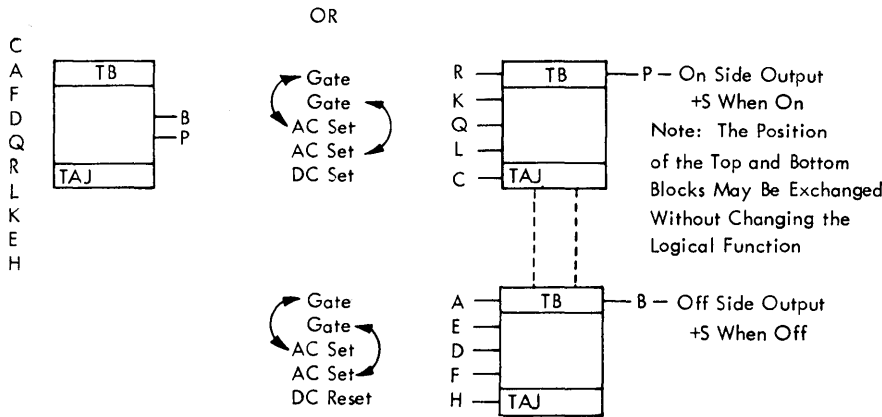 OR
C
A
F
D
Q
R
L
K
E
H
TB
B
P
TAJ
Gate
Gate
AC Set
AC Set
DC Set
R
K
Q
L
C
TB
TAJ
P – On Side Output
+S When On
Note: The Position
of the Top and Bottom
Blocks May Be Exchanged
Without Changing the
Logical Function
Gate
Gate
AC Set
AC Set
DC Reset
A
E
D
F
H
TB
TAJ
B – Off Side Output
+S When Off